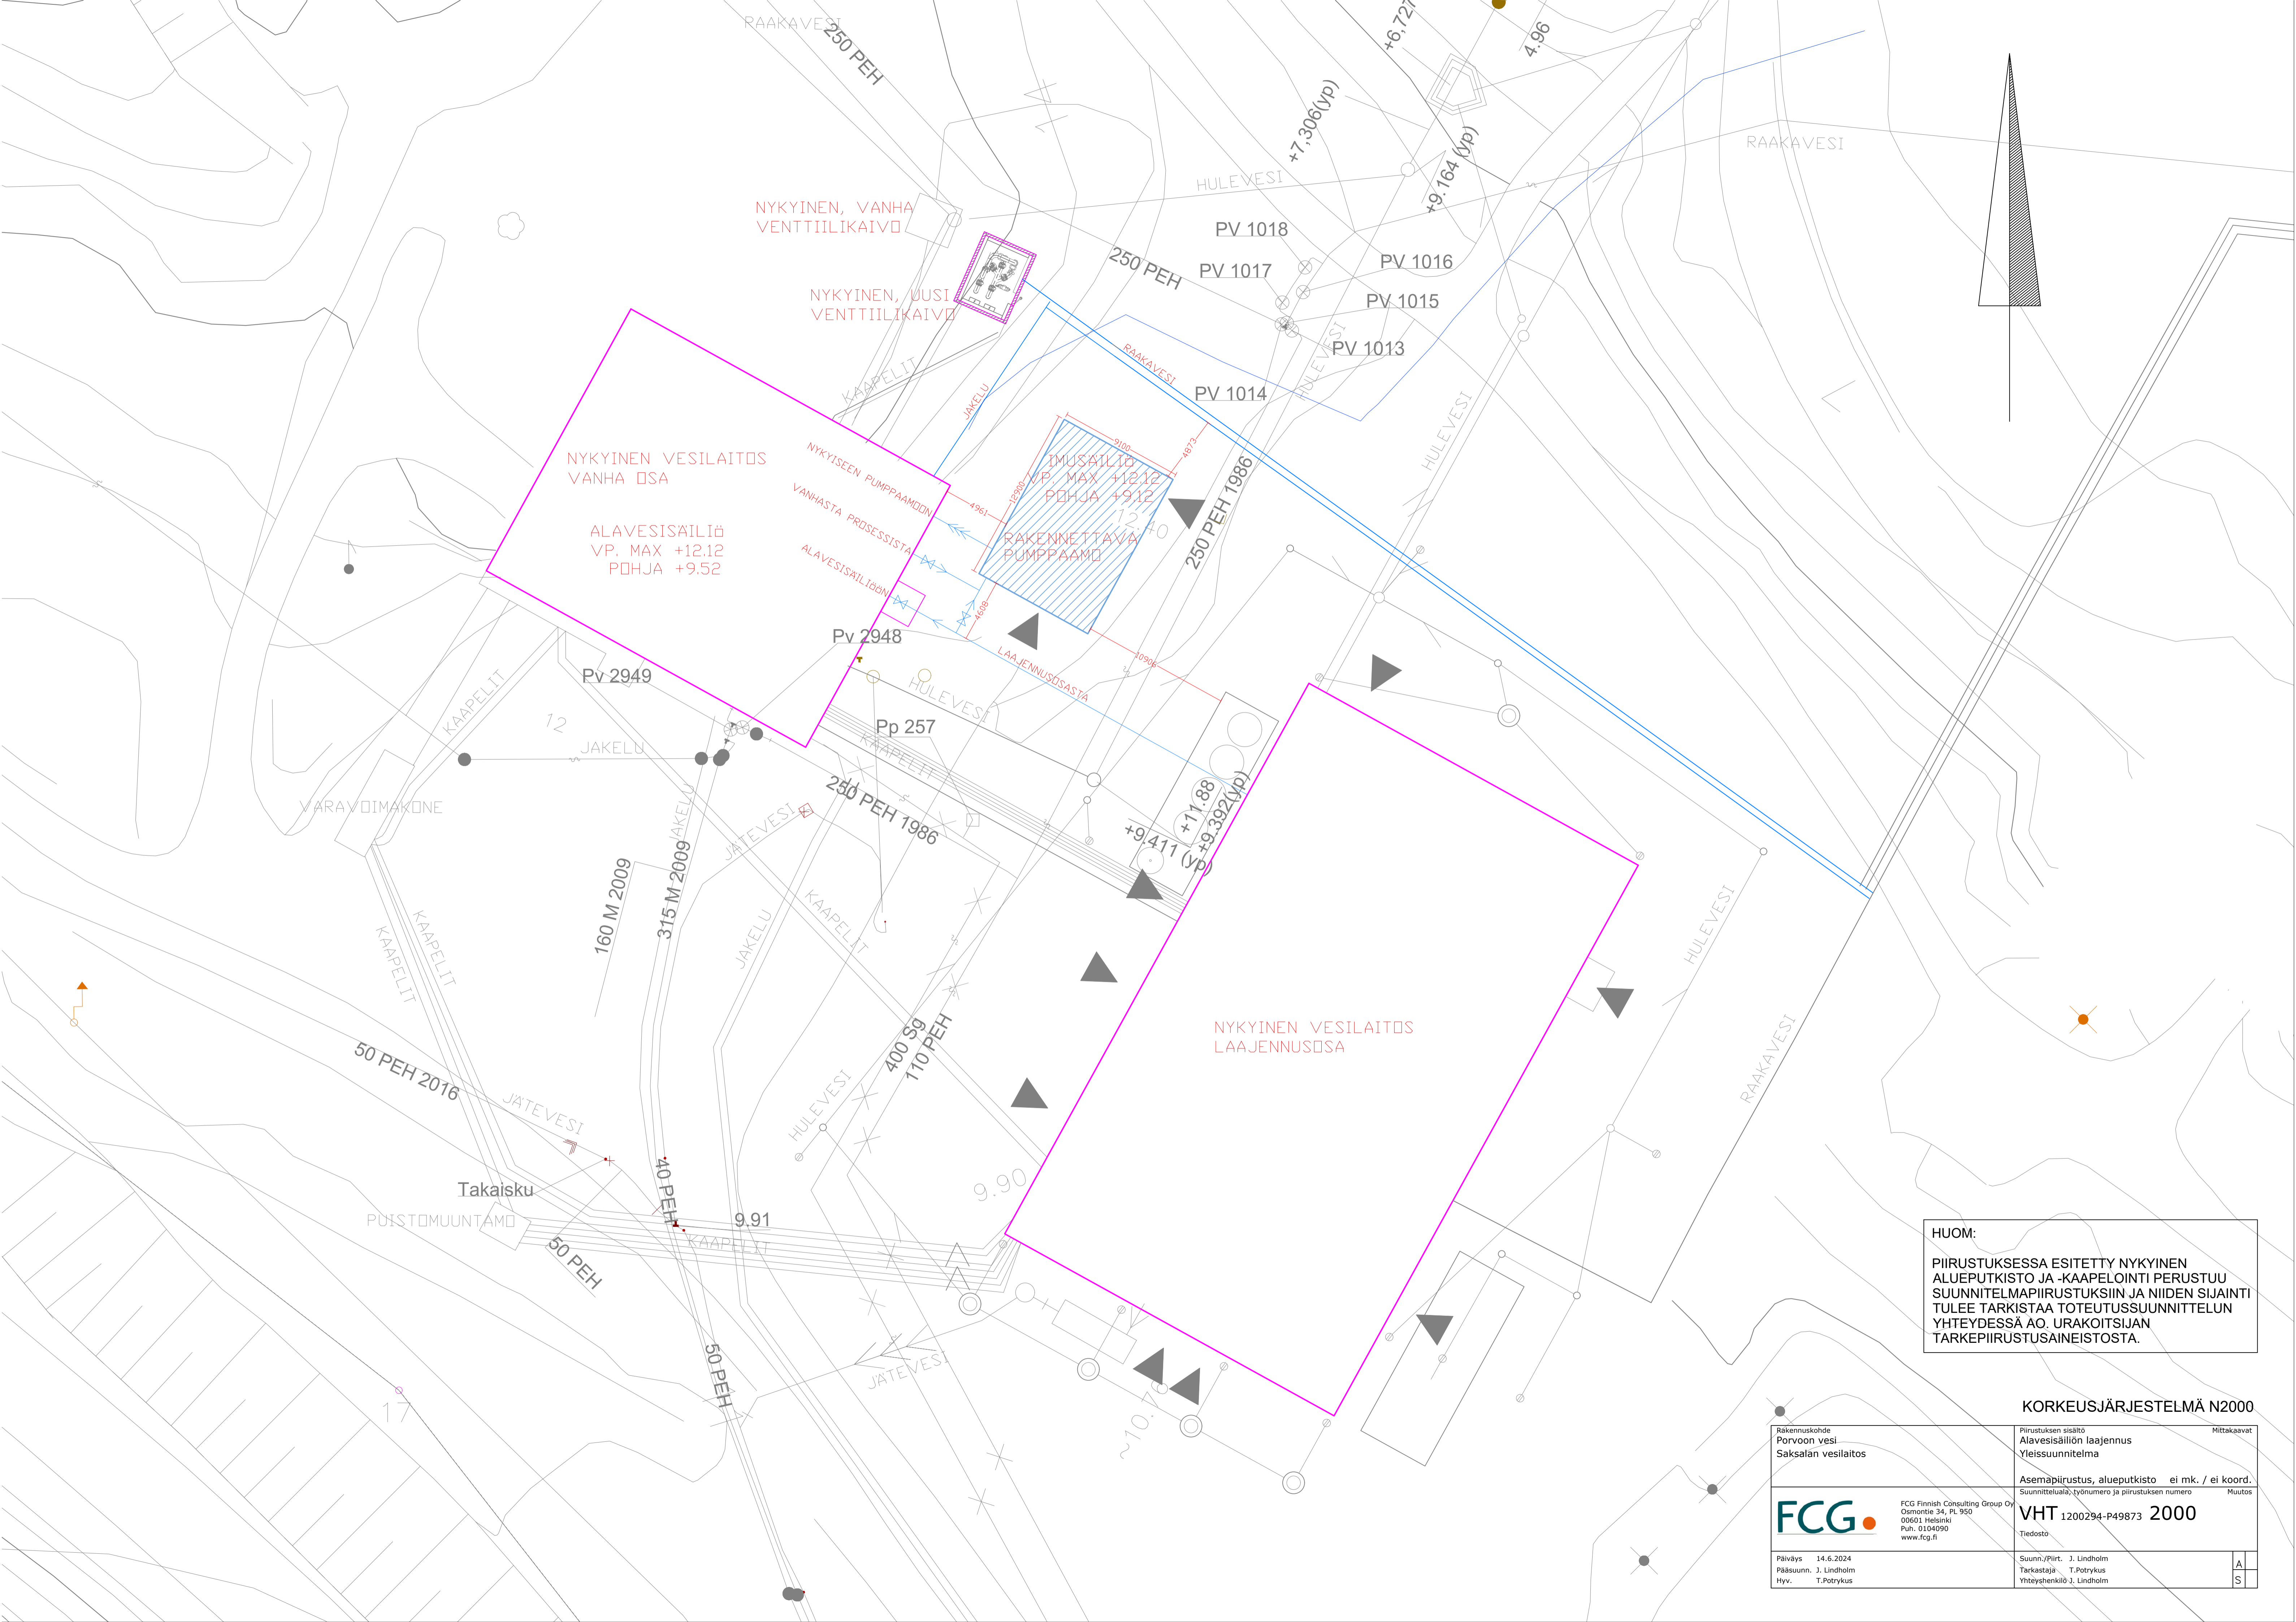 RAAKAVESI
250 PEH
+6,727
4.96
+7,306(yp)
+9.164 (yp)
RAAKAVESI
HULEVESI
NYKYINEN, VANHA
VENTTIILIKAIVO
PV 1018
250 PEH
PV 1017
PV 1016
NYKYINEN, UUSI
VENTTIILIKAIVO
PV 1015
HULEVESI
PV 1013
RAAKAVESI
KAAPELIT
JAKELU
PV 1014
HULEVESI
NYKYINEN VESILAITOS
VANHA OSA
NYKYISEEN PUMPPAAMOON
9100
4873
IMUSÄILIÖ
VP. MAX +12.12
POHJA +9.12
12900
4961
VANHASTA PROSESSISTA
12.40
250 PEH 1986
ALAVESISÄILIÖ
VP. MAX +12.12
POHJA +9.52
RAKENNETTAVA
PUMPPAAMO
ALAVESISÄILIÖÖN
4608
Pv 2948
10906
LAAJENNUSOSASTA
Pv 2949
KAAPELIT
HULEVESI
12
Pp 257
JAKELU
KAAPELIT
VARAVOIMAKONE
250 PEH 1986
+11.88
+9.392(yp)
+9.411 (yp)
JAKELU
JÄTEVESI
160 M 2009
315 M 2009
KAAPELIT
KAAPELIT
KAAPELIT
JAKELU
HULEVESI
NYKYINEN VESILAITOS
LAAJENNUSOSA
400 Sg
110 PEH
RAAKAVESI
50 PEH 2016
JÄTEVESI
HULEVESI
Takaisku
40 PEH
9.90
PUISTOMUUNTAMO
9.91
KAAPELIT
50 PEH
50 PEH
JÄTEVESI
17
HUOM:
PIIRUSTUKSESSA ESITETTY NYKYINEN
ALUEPUTKISTO JA -KAAPELOINTI PERUSTUU
SUUNNITELMAPIIRUSTUKSIIN JA NIIDEN SIJAINTI
TULEE TARKISTAA TOTEUTUSSUUNNITTELUN
YHTEYDESSÄ AO. URAKOITSIJAN
TARKEPIIRUSTUSAINEISTOSTA.
KORKEUSJÄRJESTELMÄ N2000
Rakennuskohde
Porvoon vesi
Saksalan vesilaitos
Piirustuksen sisältö Mittakaavat
Alavesisäiliön laajennus
Yleissuunnitelma
Asemapiirustus, alueputkisto ei mk. / ei koord.
FCG
FCG Finnish Consulting Group Oy
Osmontie 34, PL 950
00601 Helsinki
Puh. 0104090
www.fcg.fi
Suunnitteluala, työnumero ja piirustuksen numero Muutos
VHT 1200294-P49873 2000
Tiedosto
Päiväys 14.6.2024
Pääsuunn. J. Lindholm
Hyv. T.Potrykus
Suunn./Piirt. J. Lindholm
Tarkastaja T.Potrykus
Yhteyshenkilö J. Lindholm
A
S